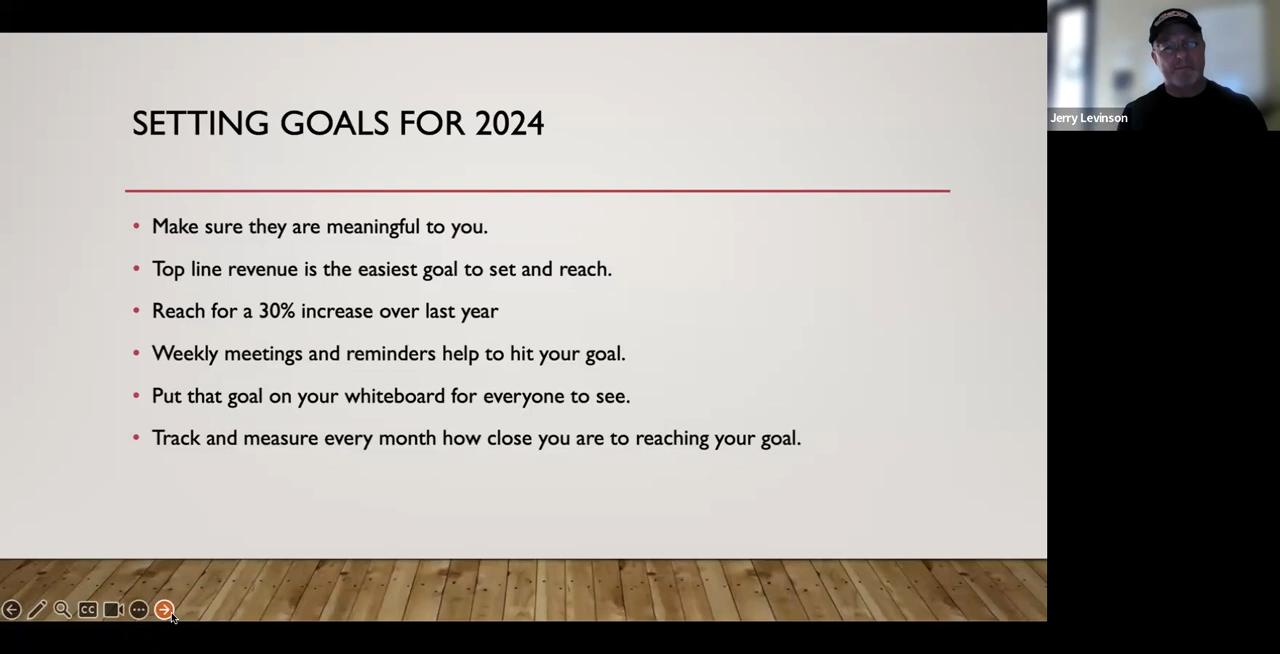 SETTING GOALS FOR 2024
• Make sure they are meaningful to you.
• Top line revenue is the easiest goal to set and reach.
• Reach for a 30% increase over last year
• Weekly meetings and reminders help to hit your goal.
• Put that goal on your whiteboard for everyone to see.
• Track and measure every month how close you are to reaching your goal.
Jerry Levinson
CC